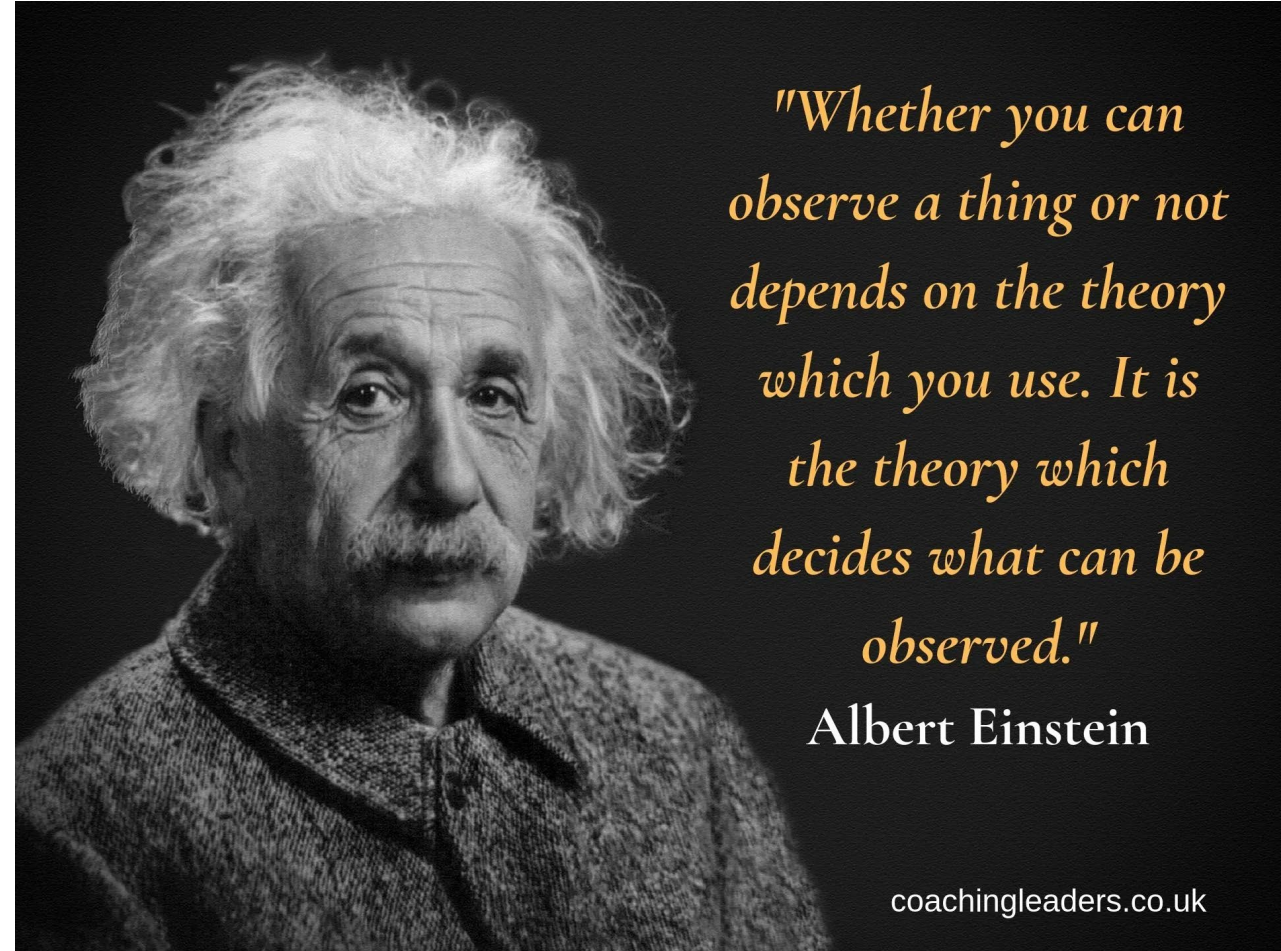 "Whether you can
observe a thing or not
depends on the theory
which you use. It is
the theory which
decides what can be
observed."
Albert Einstein
coachingleaders.co.uk